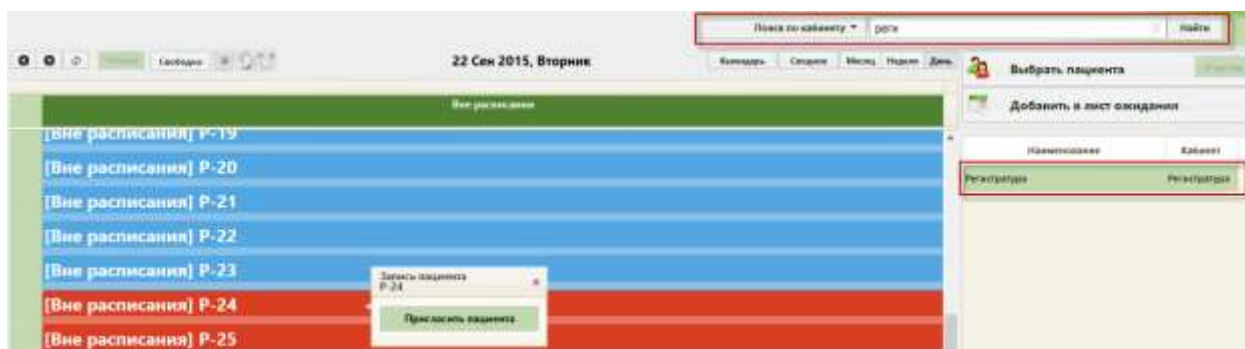 Поиск по кабинету реги Найти
Свободно 22 Сен 2015, Вторник Календарь Сегодня Месяц Неделя День
Выбрать пациента
Вне расписания
Добавить в лист ожидания
Наименование Кабинет
Регистратура Регистратура
[Вне расписания] P-19
[Вне расписания] P-20
[Вне расписания] P-21
[Вне расписания] P-22
[Вне расписания] P-23
[Вне расписания] P-24
[Вне расписания] P-25
Запись пациента
P-24
Пригласить пациента